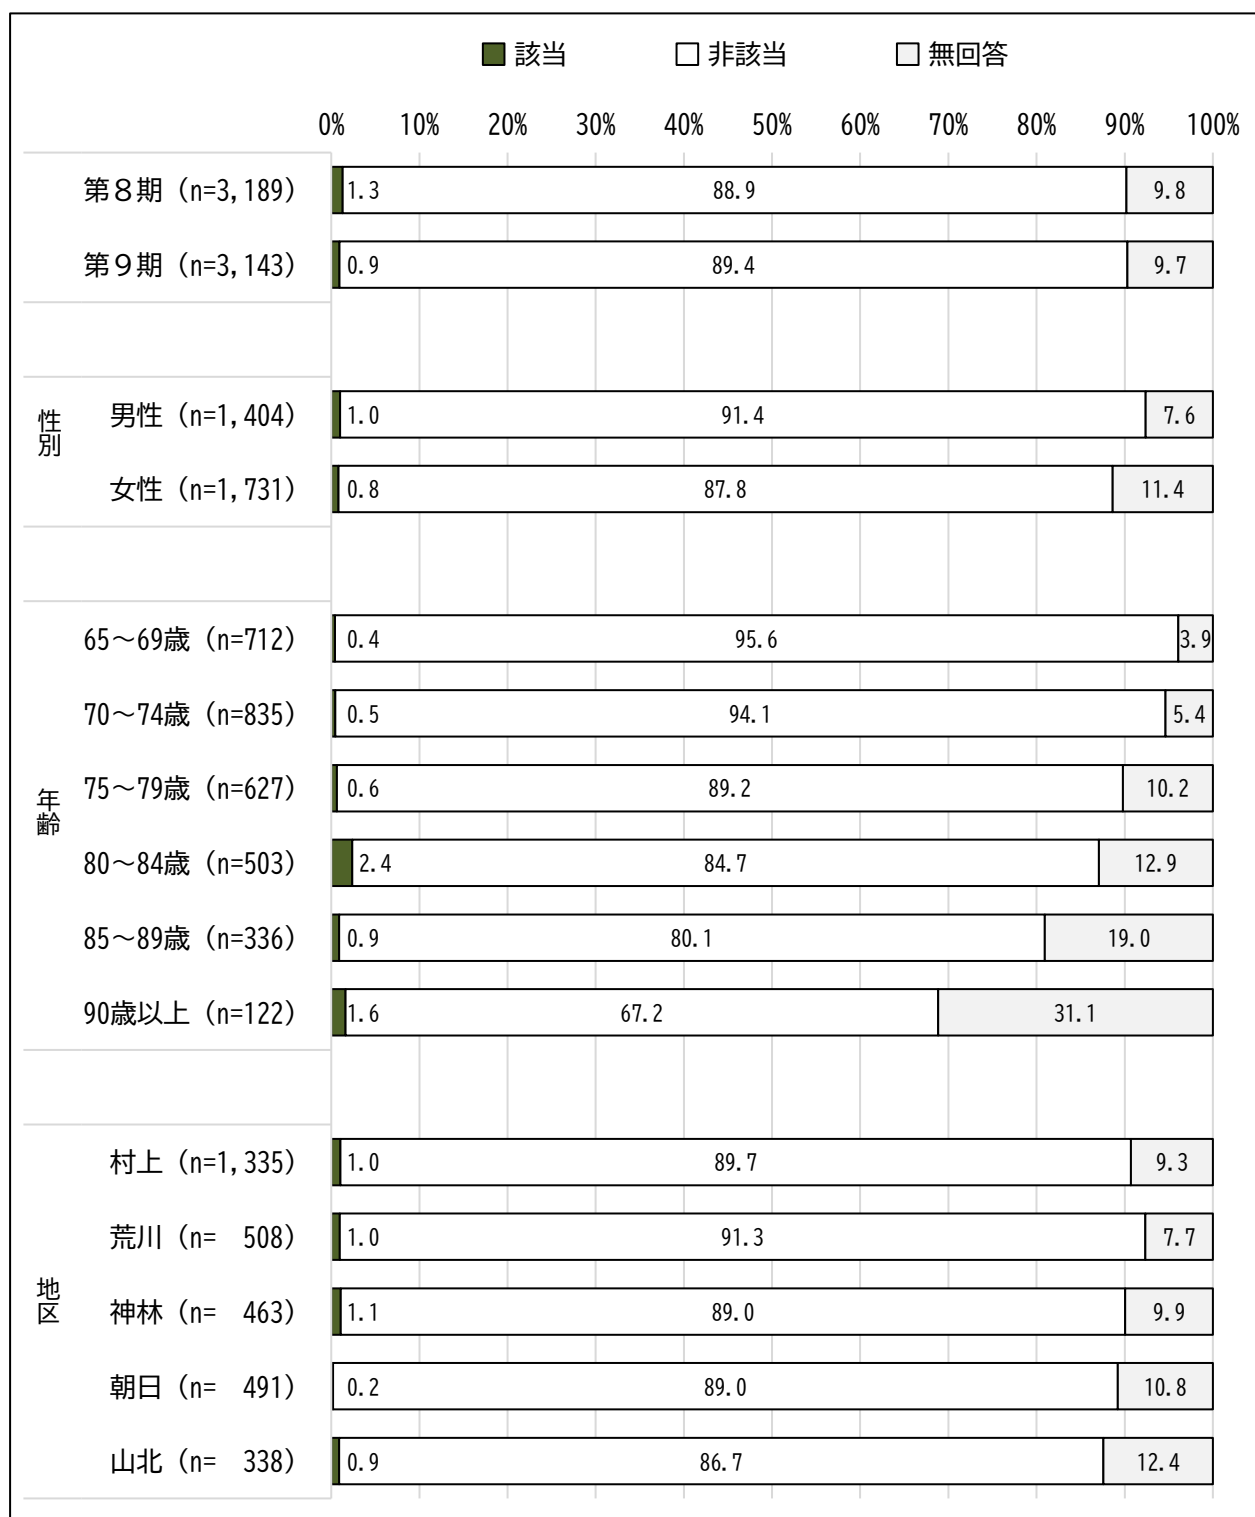 該当 非該当 無回答
0% 10% 20% 30% 40% 50% 60% 70% 80% 90% 100%
第８期（n=3,189） 1.3 88.9 9.8
第９期（n=3,143） 0.9 89.4 9.7
性別
男性（n=1,404） 1.0 91.4 7.6
女性（n=1,731） 0.8 87.8 11.4
年齢
65～69歳（n=712） 0.4 95.6 3.9
70～74歳（n=835） 0.5 94.1 5.4
75～79歳（n=627） 0.6 89.2 10.2
80～84歳（n=503） 2.4 84.7 12.9
85～89歳（n=336） 0.9 80.1 19.0
90歳以上（n=122） 1.6 67.2 31.1
地区
村上（n=1,335） 1.0 89.7 9.3
荒川（n=　508） 1.0 91.3 7.7
神林（n=　463） 1.1 89.0 9.9
朝日（n=　491） 0.2 89.0 10.8
山北（n=　338） 0.9 86.7 12.4